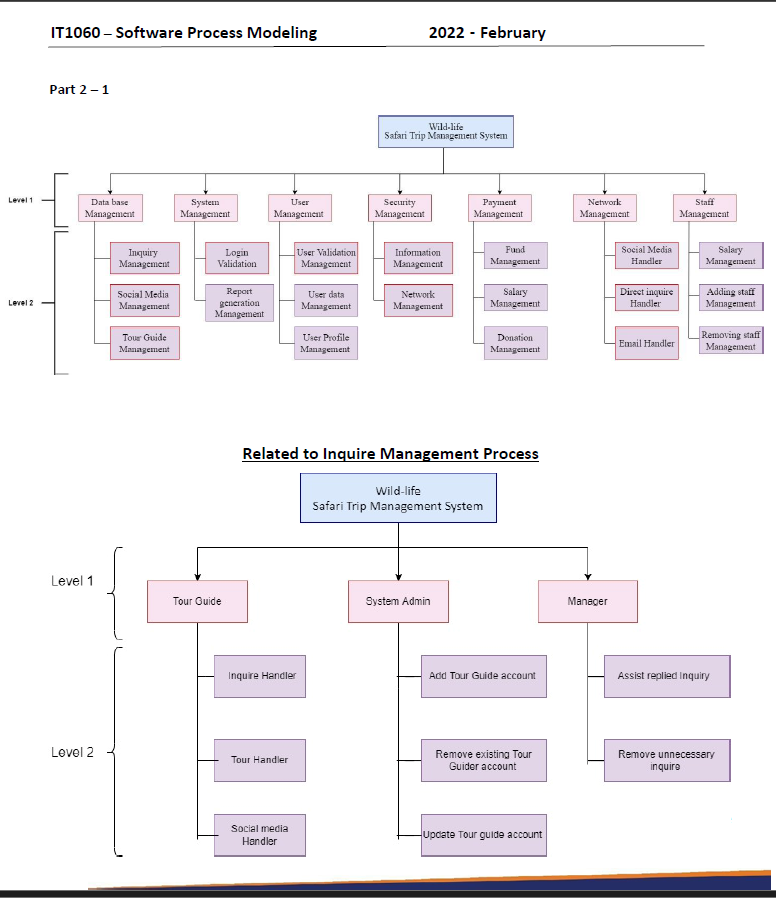 IT1060 – Software Process Modeling 2022 - February
Part 2 – 1
Wild-life
Safari Trip Management System
Level 1
Data base
Management
System
Management
User
Management
Security
Management
Payment
Management
Network
Management
Staff
Management
Level 2
Inquiry
Management
Login
Validation
User Validation
Management
Information
Management
Fund
Management
Social Media
Handler
Salary
Management
Social Media
Management
Report
generation
Management
User data
Management
Network
Management
Salary
Management
Direct inquire
Handler
Adding staff
Management
Tour Guide
Management
User Profile
Management
Donation
Management
Email Handler
Removing staff
Management
Related to Inquire Management Process
Wild-life
Safari Trip Management System
Level 1
Tour Guide
System Admin
Manager
Level 2
Inquire Handler
Add Tour Guide account
Assist replied Inquiry
Tour Handler
Remove existing Tour
Guider account
Remove unnecessary
inquire
Social media
Handler
Update Tour guide account